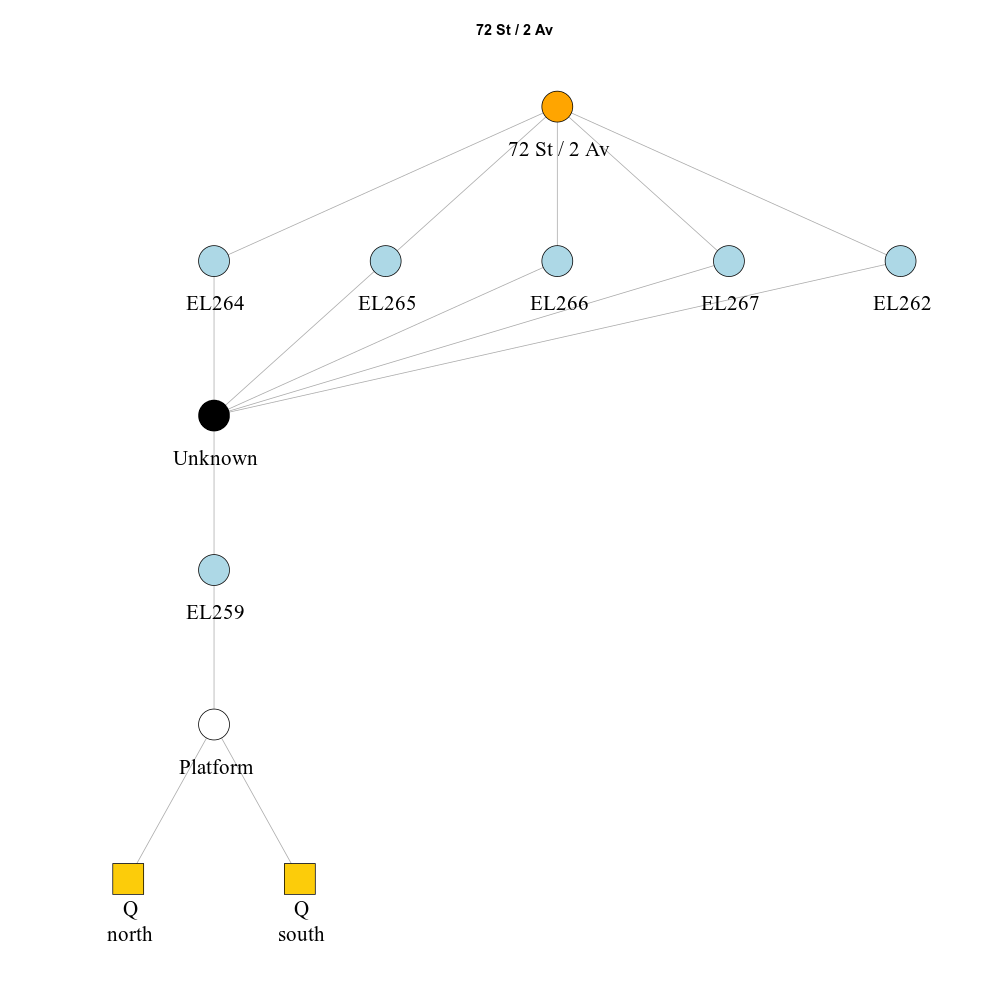 72 St / 2 Av
72 St / 2 Av
EL264
EL265
EL266
EL267
EL262
Unknown
EL259
Platform
Q
north
Q
south